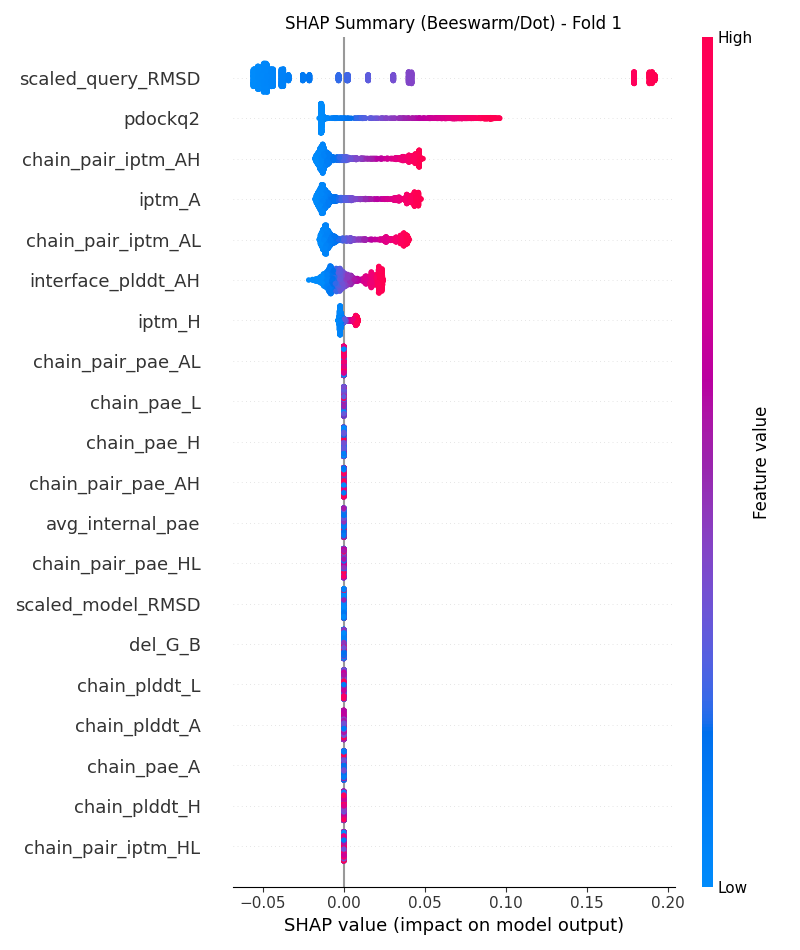 SHAP Summary (Beeswarm/Dot) - Fold 1
High
scaled_query_RMSD
pdockq2
chain_pair_iptm_AH
iptm_A
chain_pair_iptm_AL
interface_plddt_AH
iptm_H
chain_pair_pae_AL
chain_pae_L
chain_pae_H
chain_pair_pae_AH
avg_internal_pae
chain_pair_pae_HL
scaled_model_RMSD
del_G_B
chain_plddt_L
chain_plddt_A
chain_pae_A
chain_plddt_H
chain_pair_iptm_HL
Feature value
Low
−0.05 0.00 0.05 0.10 0.15 0.20
SHAP value (impact on model output)